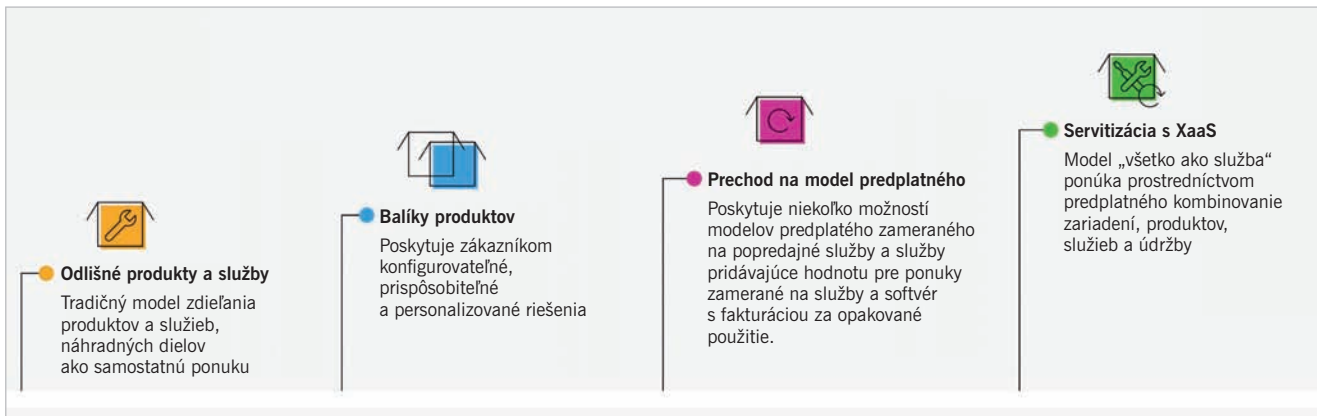 Odlišné produkty a služby
Tradičný model zdieľania
produktov a služieb,
náhradných dielov
ako samostatnú ponuku
Balíky produktov
Poskytuje zákazníkom
konfigurovateľné,
prispôsobiteľné
a personalizované riešenia
Prechod na model predplatného
Poskytuje niekoľko možností
modelov predplatého zameraného
na popredajné služby a služby
pridávajúce hodnotu pre ponuky
zamerané na služby a softvér
s fakturáciou za opakované
použitie.
Servitizácia s XaaS
Model „všetko ako služba“
ponúka prostredníctvom
predplatného kombinovanie
zariadení, produktov,
služieb a údržby